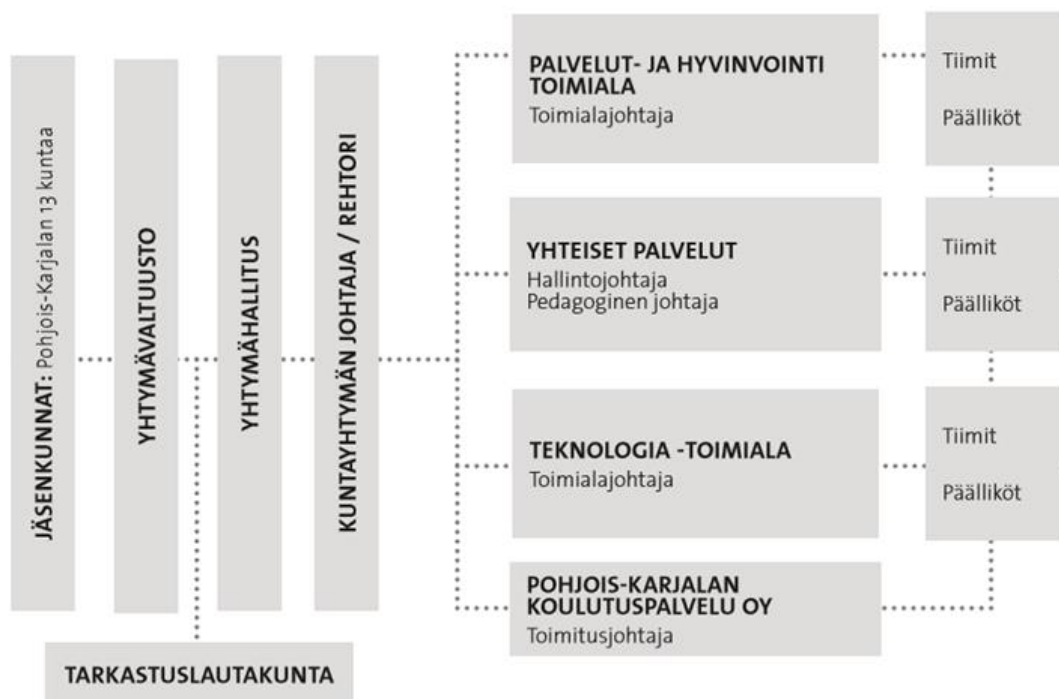 JÄSENKUNNAT: Pohjois-Karjalan 13 kuntaa
YHTYMÄVALTUUSTO
TARKASTUSLAUTAKUNTA
YHTYMÄHALLITUS
KUNTAYHTYMÄN JOHTAJA / REHTORI
PALVELUT- JA HYVINVOINTI
TOIMIALA
Toimialajohtaja
Tiimit
Päälliköt
YHTEISET PALVELUT
Hallintojohtaja
Pedagoginen johtaja
Tiimit
Päälliköt
TEKNOLOGIA -TOIMIALA
Toimialajohtaja
Tiimit
Päälliköt
POHJOIS-KARJALAN
KOULUTUSPALVELU OY
Toimitusjohtaja